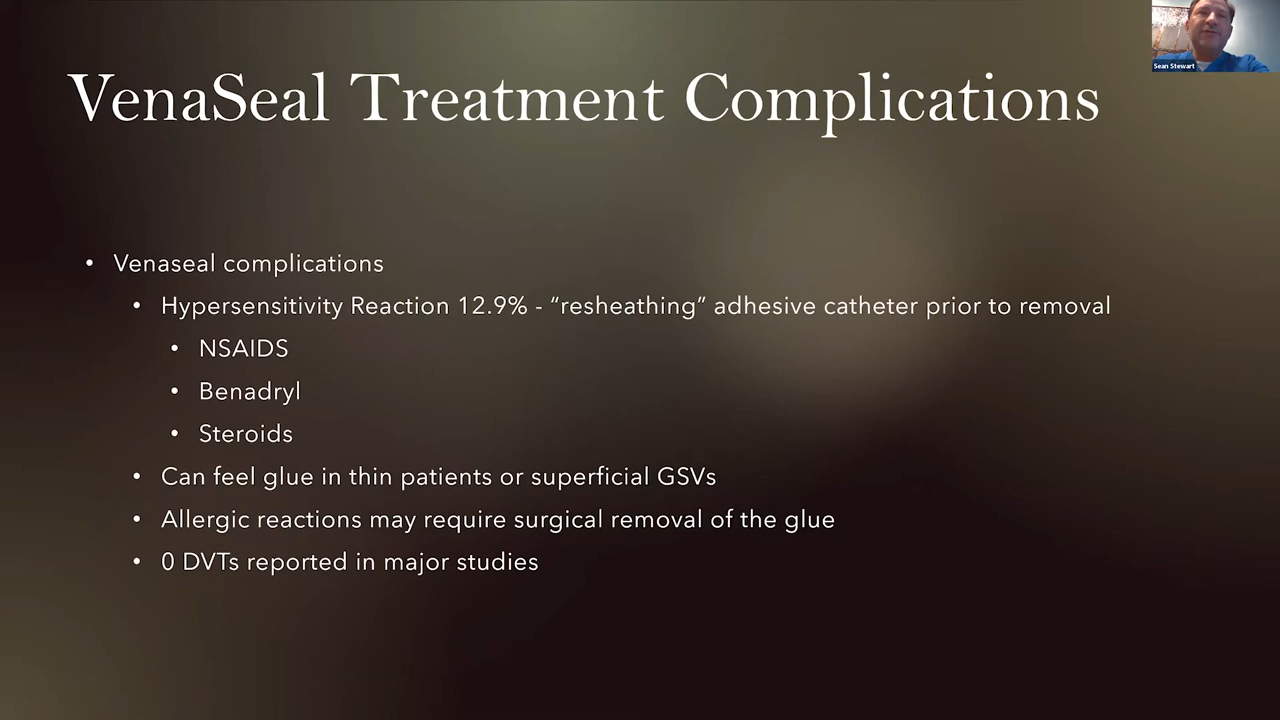 Sean Stewart
VenaSeal Treatment Complications
• Venaseal complications
• Hypersensitivity Reaction 12.9% - “resheathing” adhesive catheter prior to removal
• NSAIDS
• Benadryl
• Steroids
• Can feel glue in thin patients or superficial GSVs
• Allergic reactions may require surgical removal of the glue
• 0 DVTs reported in major studies